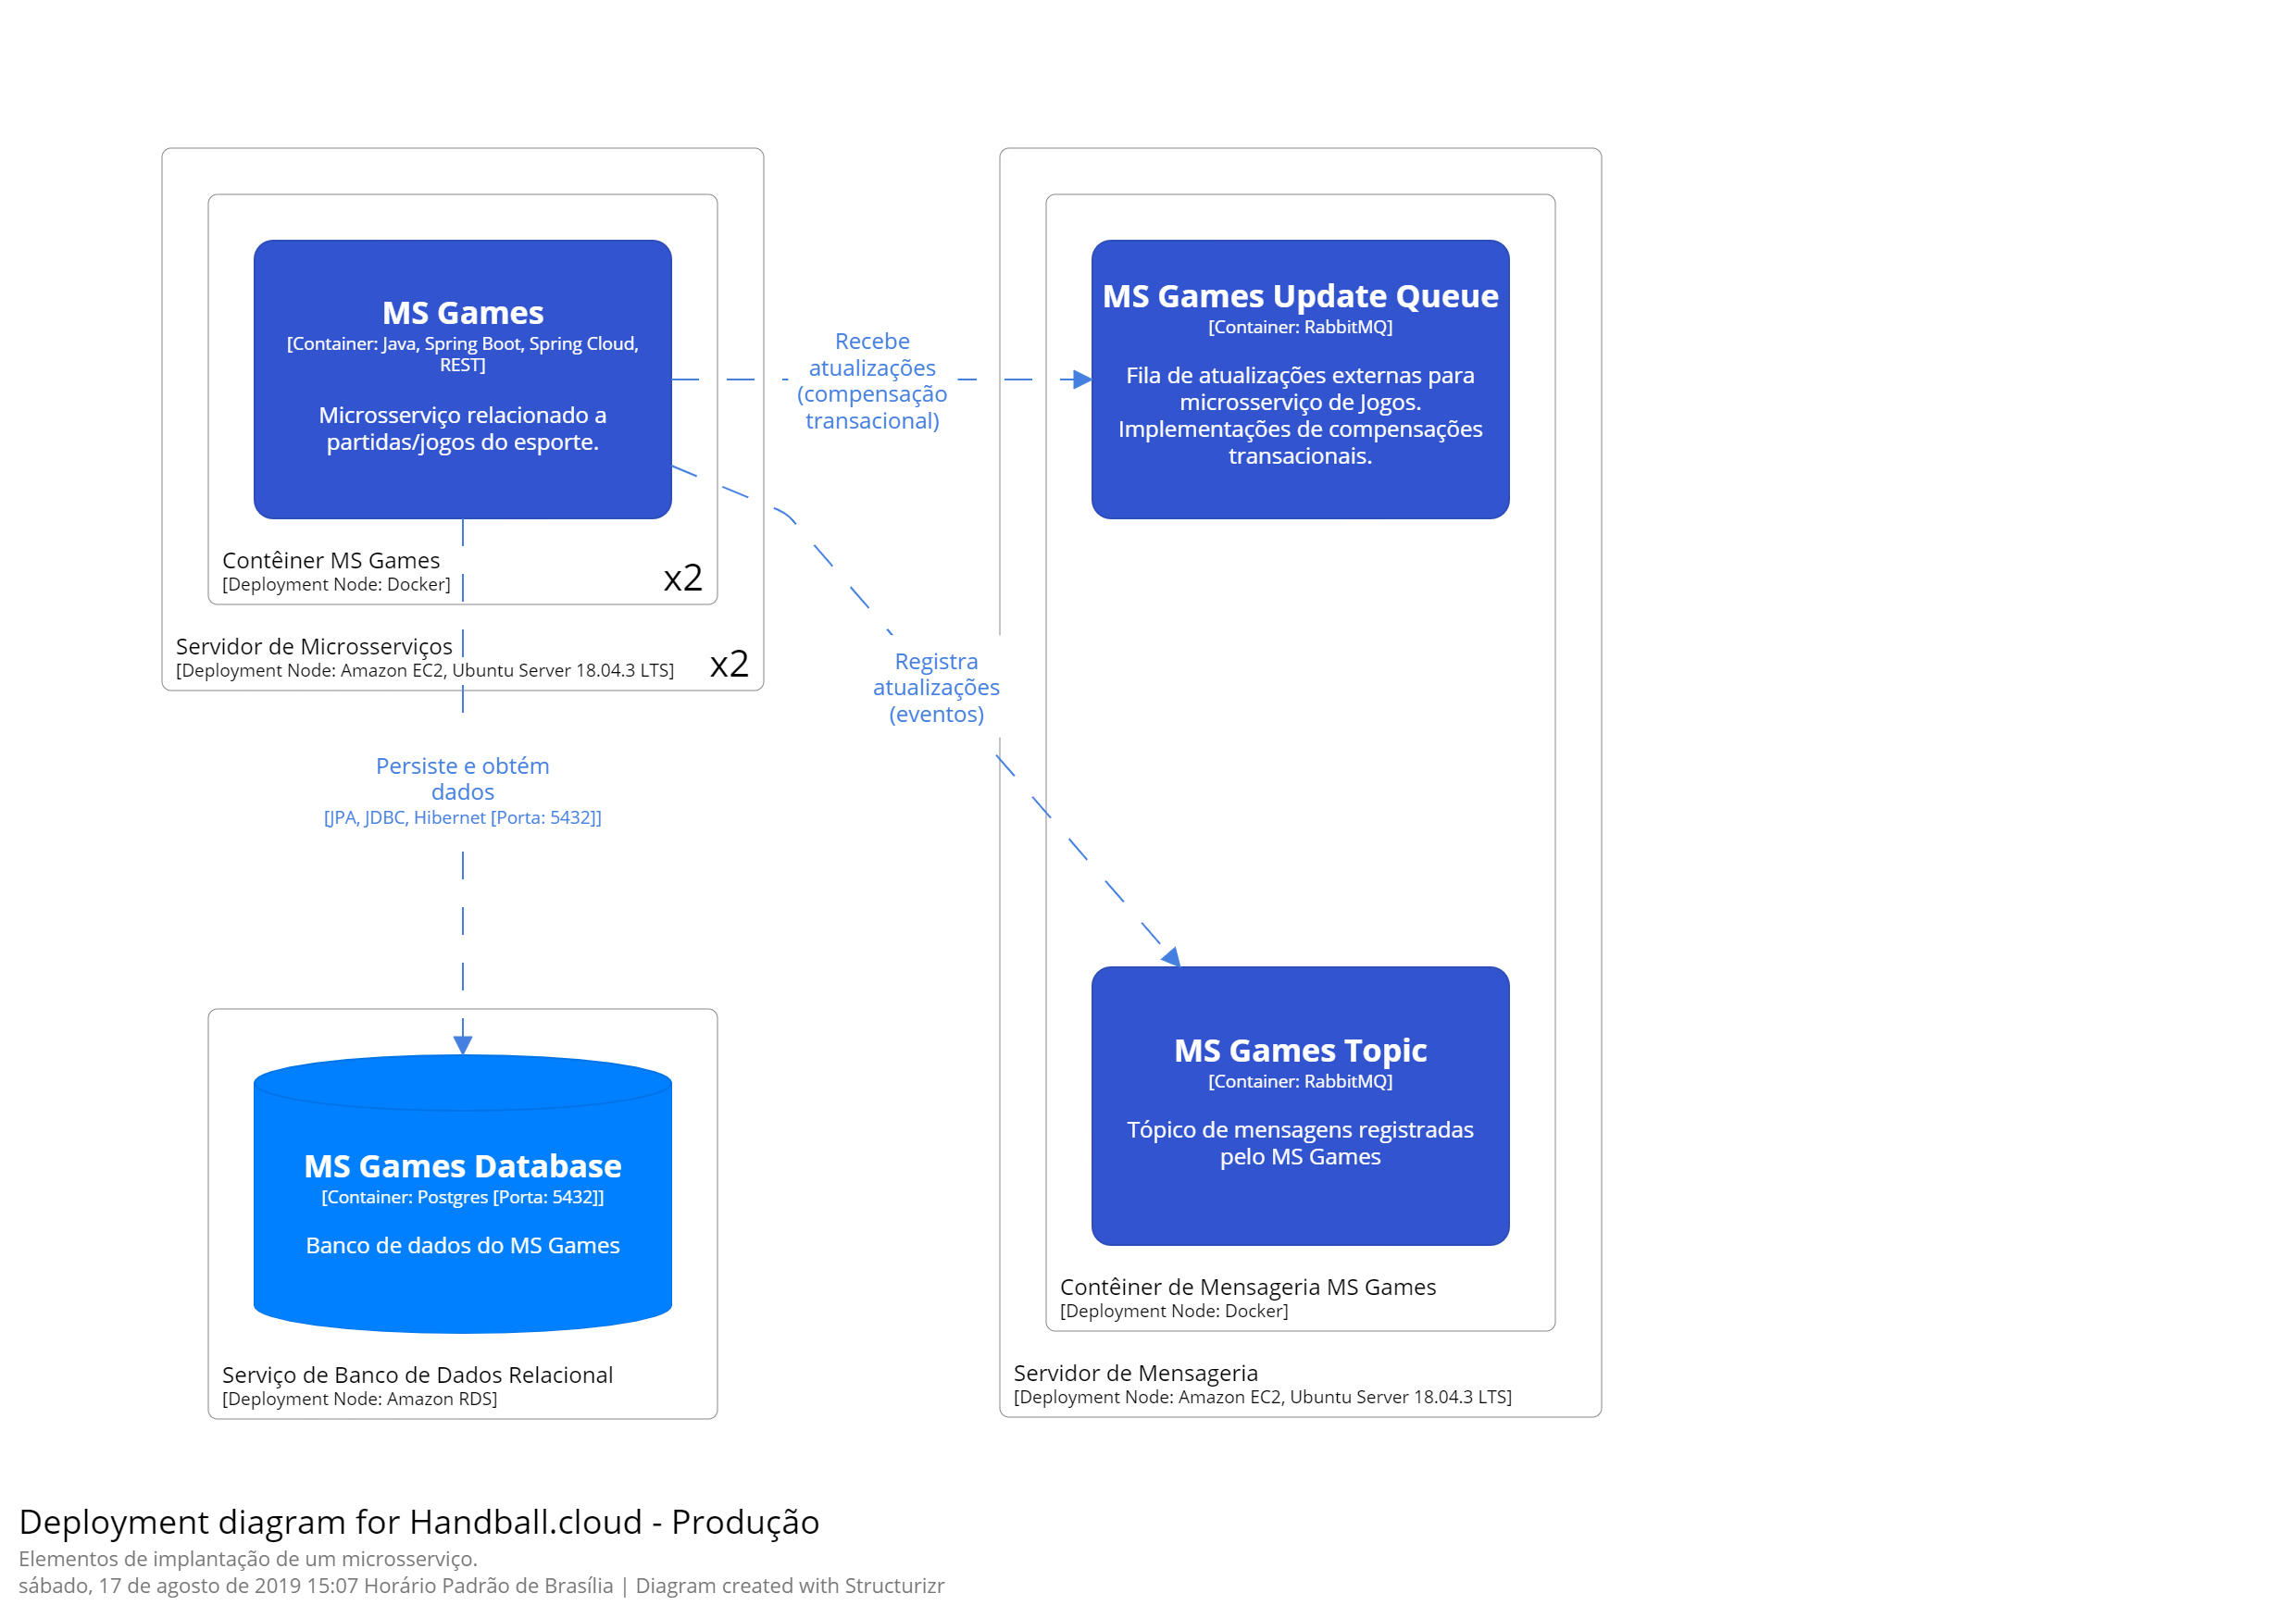 MS Games
[Container: Java, Spring Boot, Spring Cloud,
REST]
Microsserviço relacionado a
partidas/jogos do esporte.
Contêiner MS Games
[Deployment Node: Docker]
x2
Servidor de Microsserviços
[Deployment Node: Amazon EC2, Ubuntu Server 18.04.3 LTS]
x2
Recebe
atualizações
(compensação
transacional)
MS Games Update Queue
[Container: RabbitMQ]
Fila de atualizações externas para
microsserviço de Jogos.
Implementações de compensações
transacionais.
Registra
atualizações
(eventos)
Persiste e obtém
dados
[JPA, JDBC, Hibernet [Porta: 5432]]
MS Games Database
[Container: Postgres [Porta: 5432]]
Banco de dados do MS Games
Serviço de Banco de Dados Relacional
[Deployment Node: Amazon RDS]
MS Games Topic
[Container: RabbitMQ]
Tópico de mensagens registradas
pelo MS Games
Contêiner de Mensageria MS Games
[Deployment Node: Docker]
Servidor de Mensageria
[Deployment Node: Amazon EC2, Ubuntu Server 18.04.3 LTS]
Deployment diagram for Handball.cloud - Produção
Elementos de implantação de um microsserviço.
sábado, 17 de agosto de 2019 15:07 Horário Padrão de Brasília | Diagram created with Structurizr